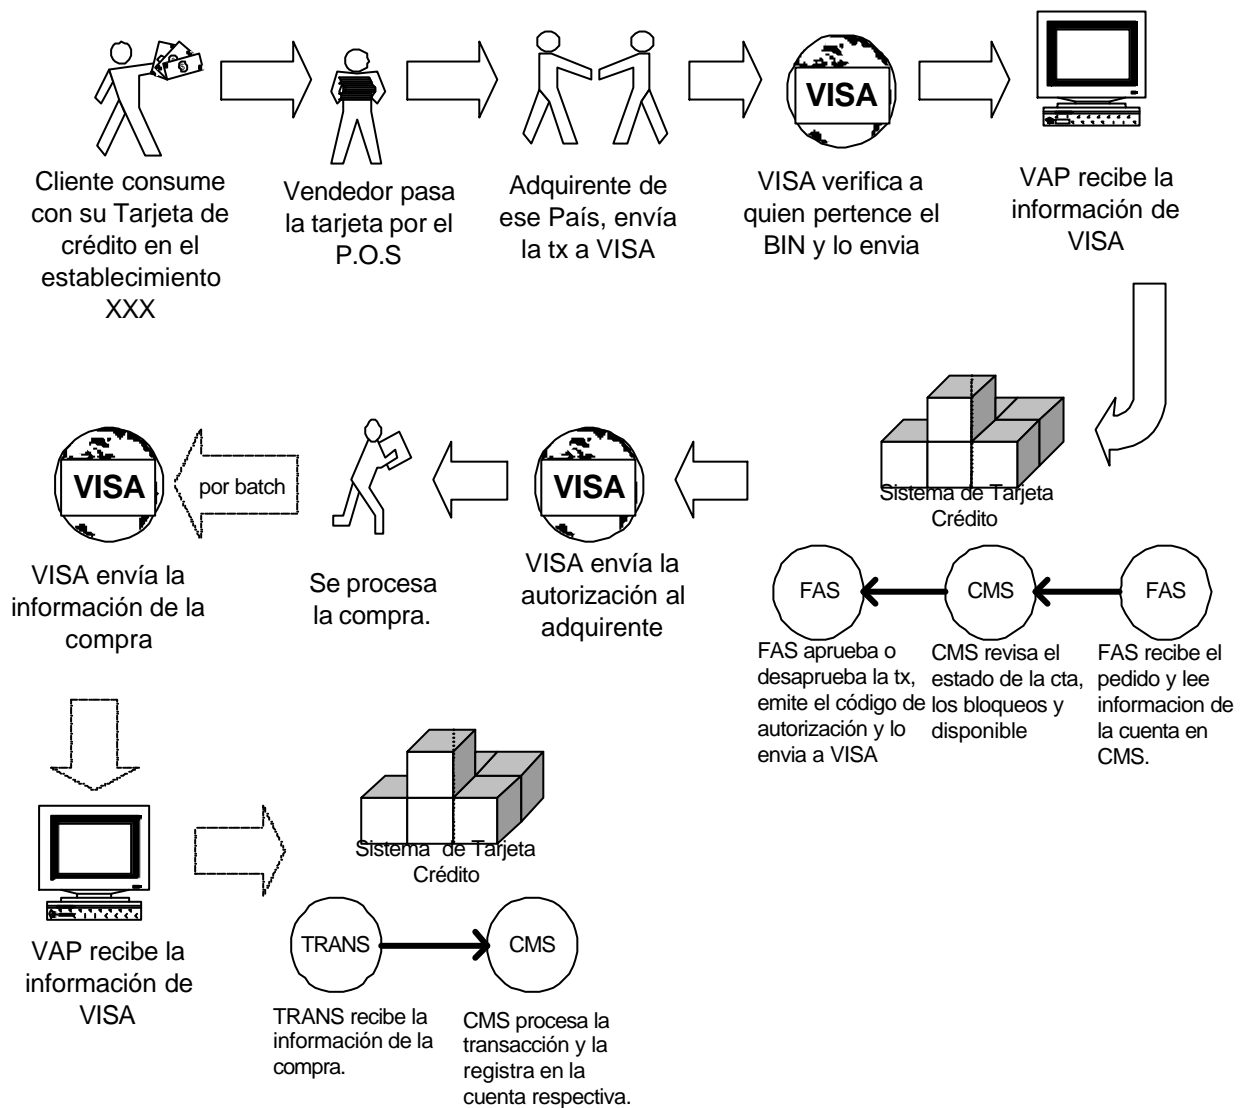 Cliente consume
con su Tarjeta de
crédito en el
establecimiento
XXX
Vendedor pasa
la tarjeta por el
P.O.S
Adquirente de
ese País, envía
la tx a VISA
VISA
VISA verifica a
quien pertence el
BIN y lo envia
VAP recibe la
información de
VISA
Sistema de Tarjeta
Crédito
FAS
CMS
FAS
FAS aprueba o
desaprueba la tx,
emite el código de
autorización y lo
envia a VISA
CMS revisa el
estado de la cta,
los bloqueos y
disponible
FAS recibe el
pedido y lee
informacion de
la cuenta en
CMS.
VISA
VISA envía la
autorización al
adquirente
Se procesa
la compra.
por batch
VISA
VISA envía la
información de la
compra
VAP recibe la
información de
VISA
Sistema de Tarjeta
Crédito
TRANS
CMS
TRANS recibe la
información de la
compra.
CMS procesa la
transacción y la
registra en la
cuenta respectiva.